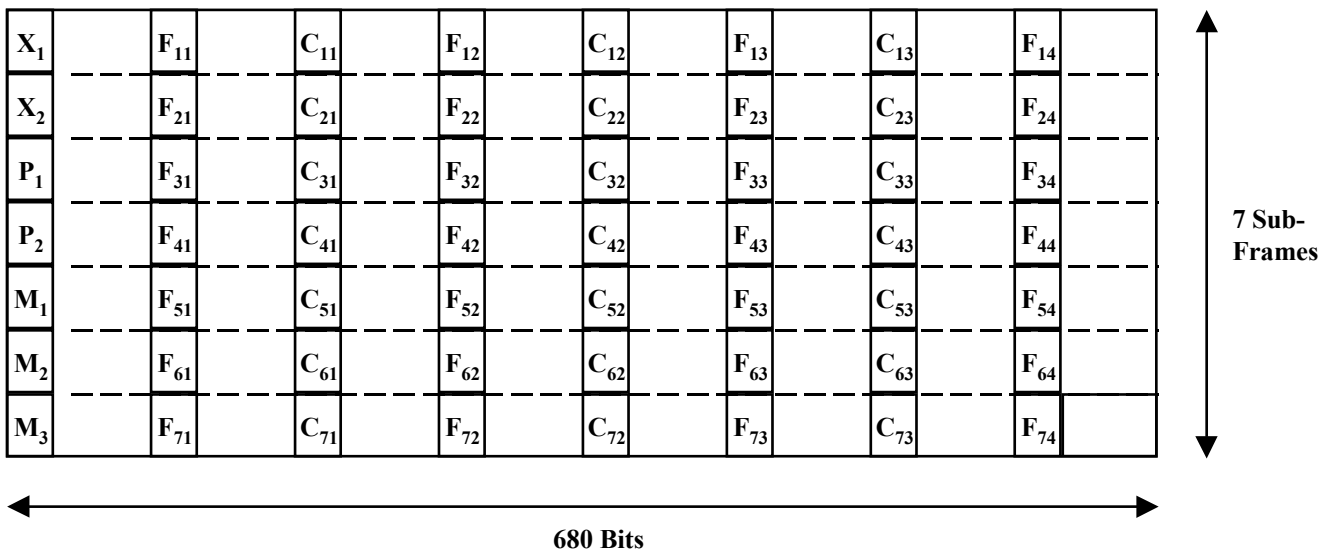 X₁ F₁₁ C₁₁ F₁₂ C₁₂ F₁₃ C₁₃ F₁₄
X₂ F₂₁ C₂₁ F₂₂ C₂₂ F₂₃ C₂₃ F₂₄
P₁ F₃₁ C₃₁ F₃₂ C₃₂ F₃₃ C₃₃ F₃₄
P₂ F₄₁ C₄₁ F₄₂ C₄₂ F₄₃ C₄₃ F₄₄
M₁ F₅₁ C₅₁ F₅₂ C₅₂ F₅₃ C₅₃ F₅₄
M₂ F₆₁ C₆₁ F₆₂ C₆₂ F₆₃ C₆₃ F₆₄
M₃ F₇₁ C₇₁ F₇₂ C₇₂ F₇₃ C₇₃ F₇₄
7 Sub-
Frames
680 Bits